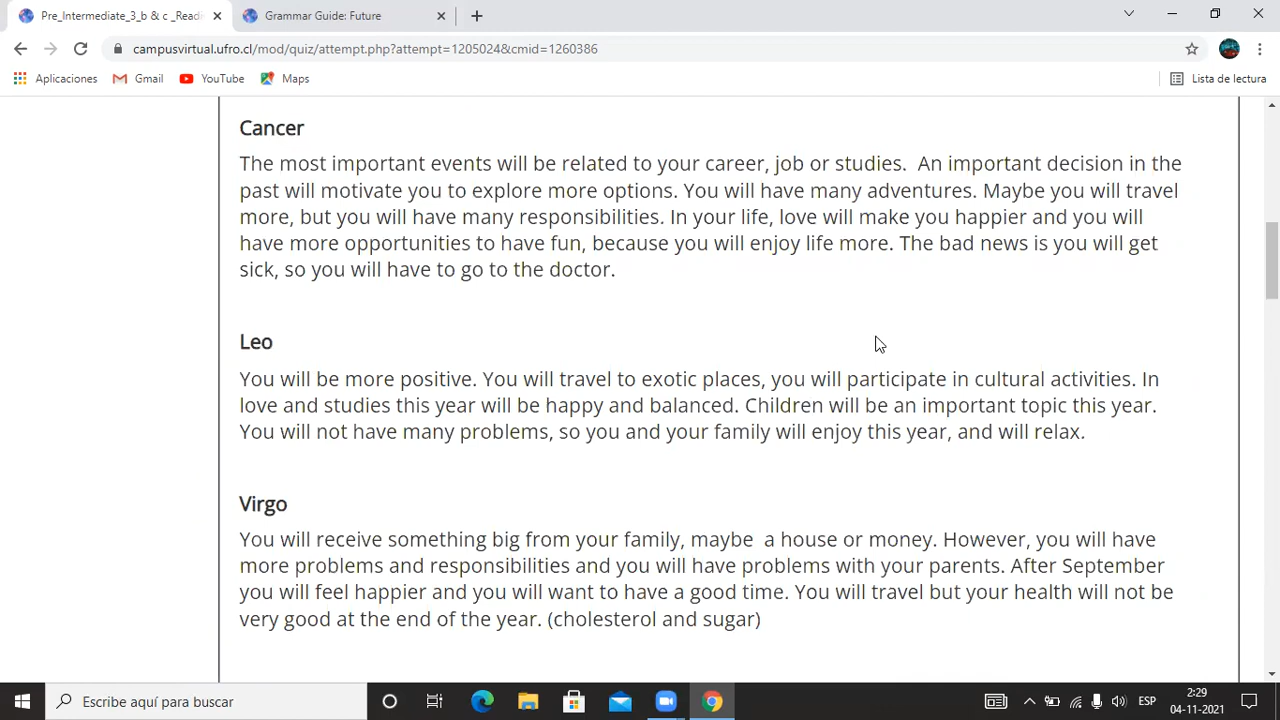 Pre_Intermediate_3_b & c _Readi
Grammar Guide: Future
campusvirtual.ufro.cl/mod/quiz/attempt.php?attempt=1205024&cmid=1260386
Aplicaciones
Gmail
YouTube
Maps
Lista de lectura
Cancer
The most important events will be related to your career, job or studies.  An important decision in the
past will motivate you to explore more options. You will have many adventures. Maybe you will travel
more, but you will have many responsibilities. In your life, love will make you happier and you will
have more opportunities to have fun, because you will enjoy life more. The bad news is you will get
sick, so you will have to go to the doctor.
Leo
You will be more positive. You will travel to exotic places, you will participate in cultural activities. In
love and studies this year will be happy and balanced. Children will be an important topic this year.
You will not have many problems, so you and your family will enjoy this year, and will relax.
Virgo
You will receive something big from your family, maybe  a house or money. However, you will have
more problems and responsibilities and you will have problems with your parents. After September
you will feel happier and you will want to have a good time. You will travel but your health will not be
very good at the end of the year. (cholesterol and sugar)
Escribe aquí para buscar
ESP
2:29
04-11-2021